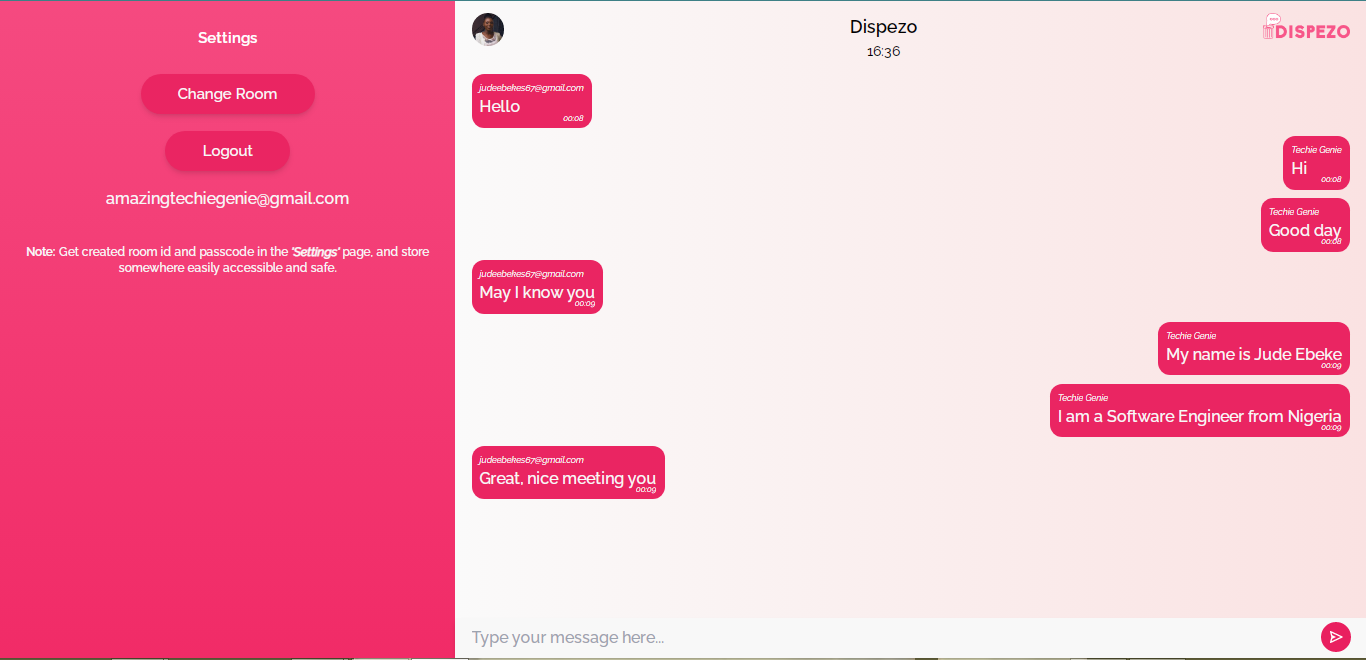 Settings
Change Room
Logout
amazingtechiegenie@gmail.com
Note: Get created room id and passcode in the 'Settings' page, and store
somewhere easily accessible and safe.
Dispezo
16:36
DISPEZO
judeebekes67@gmail.com
Hello
00:08
Techie Genie
Hi
00:08
Techie Genie
Good day
00:08
judeebekes67@gmail.com
May I know you
00:09
Techie Genie
My name is Jude Ebeke
00:09
Techie Genie
I am a Software Engineer from Nigeria
00:09
judeebekes67@gmail.com
Great, nice meeting you
00:09
Type your message here...